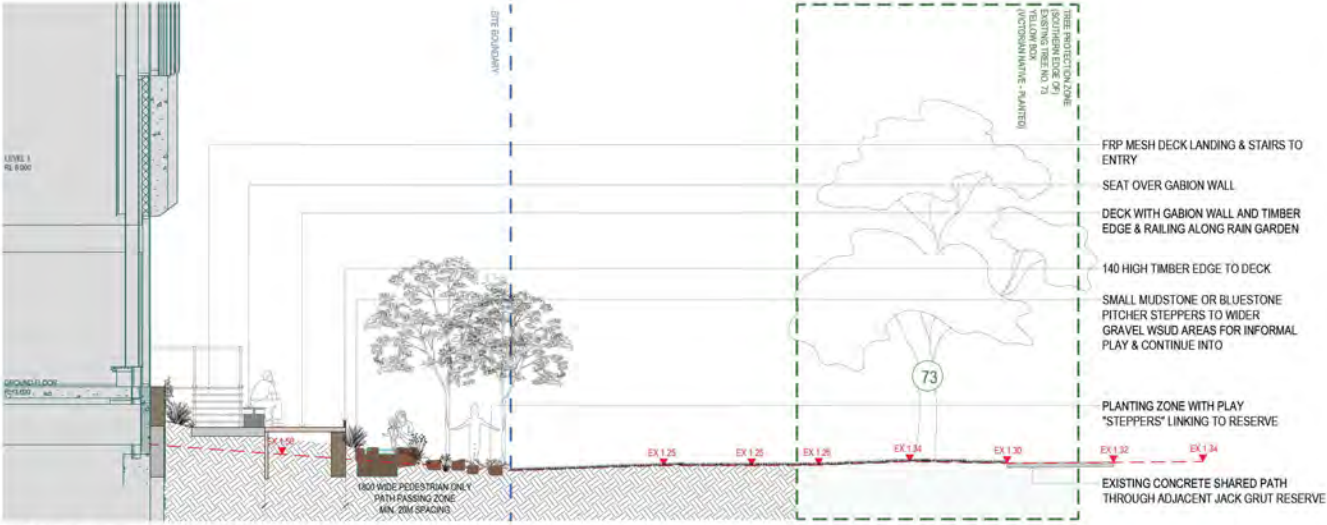 SITE BOUNDARY
TREE PROTECTION ZONE
(SOUTHERN EDGE OF)
EXISTING TREE NO. 73
YELLOW BOX
(VICTORIAN NATIVE - PLANTED)
LEVEL 1
RL 6 000
GROUND FLOOR
FRP MESH DECK LANDING & STAIRS TO
ENTRY
SEAT OVER GABION WALL
DECK WITH GABION WALL AND TIMBER
EDGE & RAILING ALONG RAIN GARDEN
140 HIGH TIMBER EDGE TO DECK
SMALL MUDSTONE OR BLUESTONE
PITCHER STEPPERS TO WIDER
GRAVEL WSUD AREAS FOR INFORMAL
PLAY & CONTINUE INTO
73
PLANTING ZONE WITH PLAY
"STEPPERS" LINKING TO RESERVE
EX 1.50
EX 1.25
EX 1.25
EX 1.26
EX 1.34
EX 1.30
EX 1.32
EX 1.34
1800 WIDE PEDESTRIAN ONLY
PATH PASSING ZONE
MIN. 20M SPACING
EXISTING CONCRETE SHARED PATH
THROUGH ADJACENT JACK GRUT RESERVE